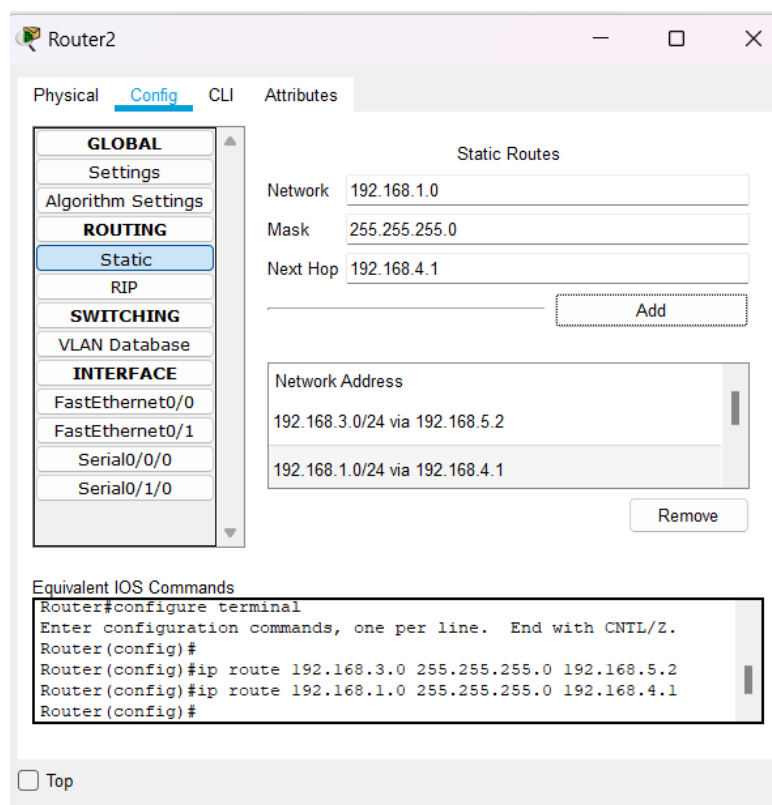 Router2
Physical Config CLI Attributes
GLOBAL
Settings
Algorithm Settings
ROUTING
Static
RIP
SWITCHING
VLAN Database
INTERFACE
FastEthernet0/0
FastEthernet0/1
Serial0/0/0
Serial0/1/0
Static Routes
Network 192.168.1.0
Mask 255.255.255.0
Next Hop 192.168.4.1
Add
Network Address
192.168.3.0/24 via 192.168.5.2
192.168.1.0/24 via 192.168.4.1
Remove
Equivalent IOS Commands
Router#configure terminal
Enter configuration commands, one per line. End with CNTL/Z.
Router(config)#
Router(config)#ip route 192.168.3.0 255.255.255.0 192.168.5.2
Router(config)#ip route 192.168.1.0 255.255.255.0 192.168.4.1
Router(config)#
Top